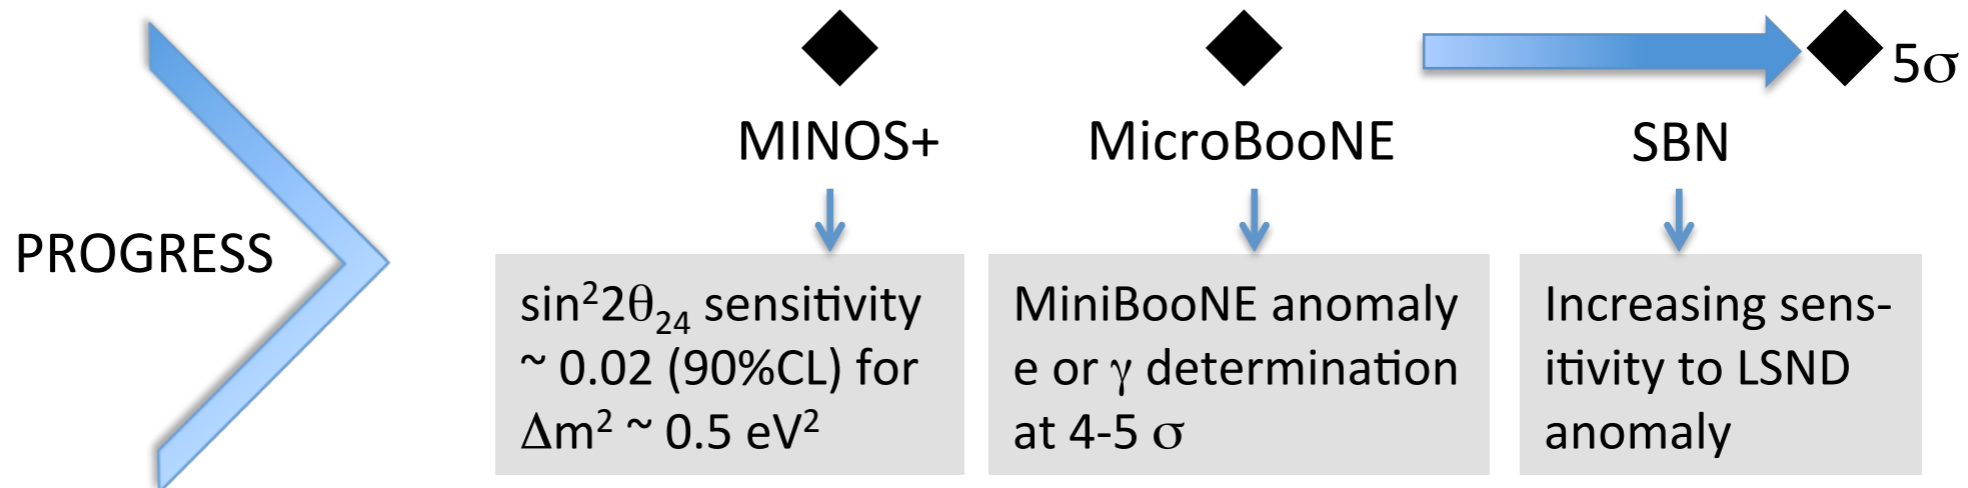 5σ
MINOS+
MicroBooNE
SBN
PROGRESS
sin²2θ₂₄ sensitivity
~ 0.02 (90%CL) for
Δm² ~ 0.5 eV²
MiniBooNE anomaly
e or γ determination
at 4-5 σ
Increasing sens-
itivity to LSND
anomaly